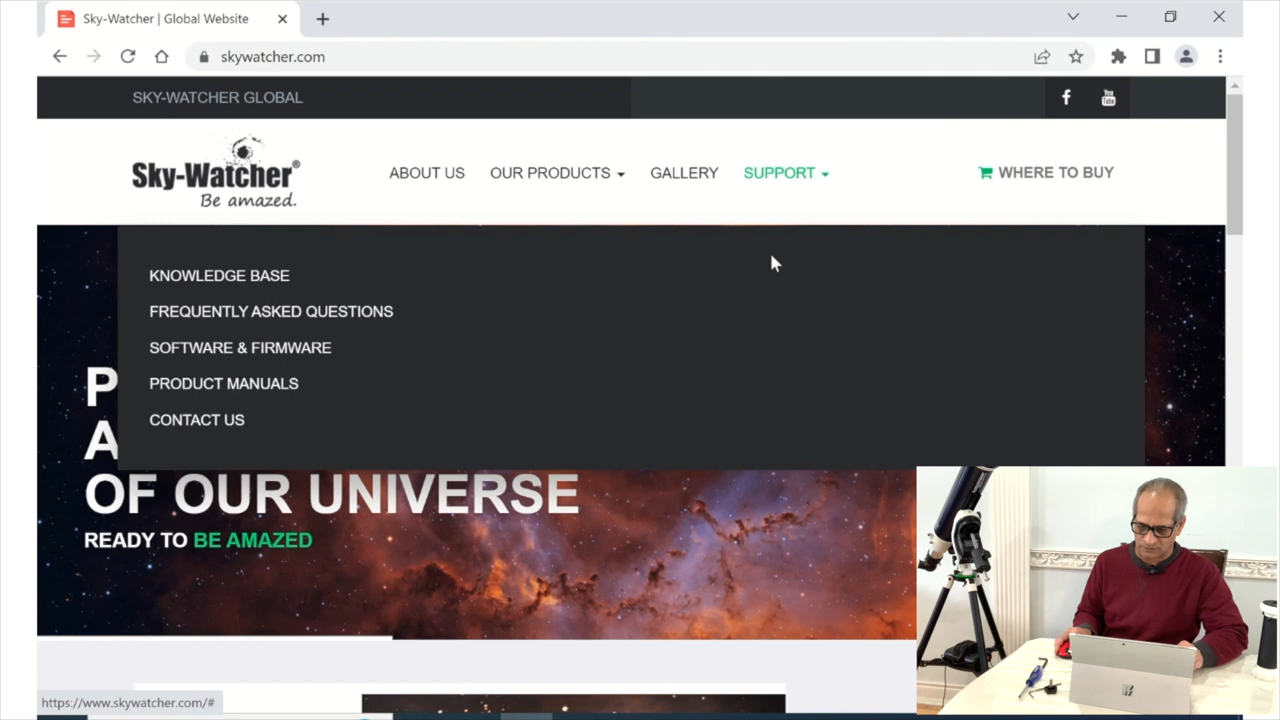 Sky-Watcher | Global Website
skywatcher.com
SKY-WATCHER GLOBAL
You
Tube
Sky-Watcher®
Be amazed.
ABOUT US
OUR PRODUCTS
GALLERY
SUPPORT
WHERE TO BUY
KNOWLEDGE BASE
FREQUENTLY ASKED QUESTIONS
SOFTWARE & FIRMWARE
PRODUCT MANUALS
CONTACT US
P
A
OF OUR UNIVERSE
READY TO BE AMAZED
https://www.skywatcher.com/#